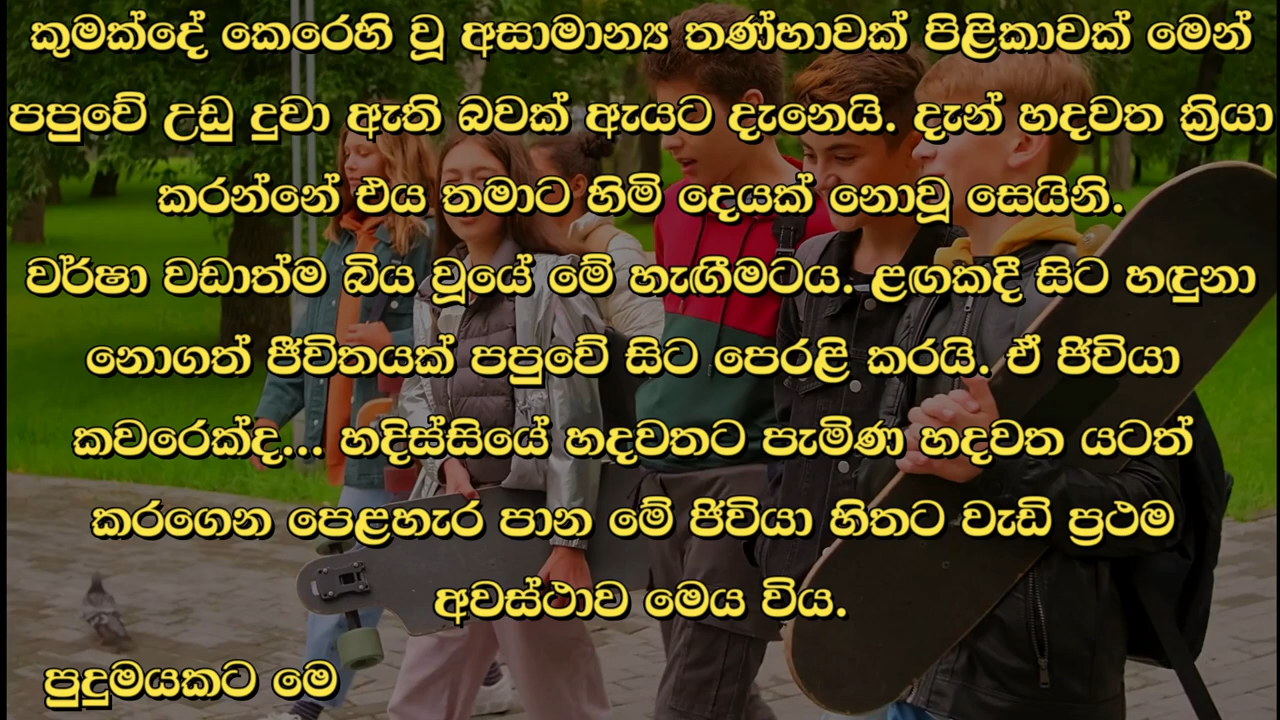 කුමක්දේ කෙරෙහි වූ අසාමාන්‍ය තණ්හාවක් පිළිකාවක් මෙන්
පපුවේ උඩු දුවා ඇති බවක් ඇයට දැනෙයි. දැන් හදවත ක්‍රියා
කරන්නේ එය තමාට හිමි දෙයක් නොවූ සෙයිනි.
වර්ෂා වඩාත්ම බිය වූයේ මේ හැඟීමටය. ළඟකදී සිට හඳුනා
නොගත් ජීවිතයක් පපුවේ සිට පෙරළි කරයි. ඒ ජිවියා
කවරෙක්ද... හදිස්සියේ හදවතට පැමිණ හදවත යටත්
කරගෙන පෙළහැර පාන මේ ජිවියා හිතට වැඩි ප්‍රථම
අවස්ථාව මෙය විය.
පුදුමයකට මෙ